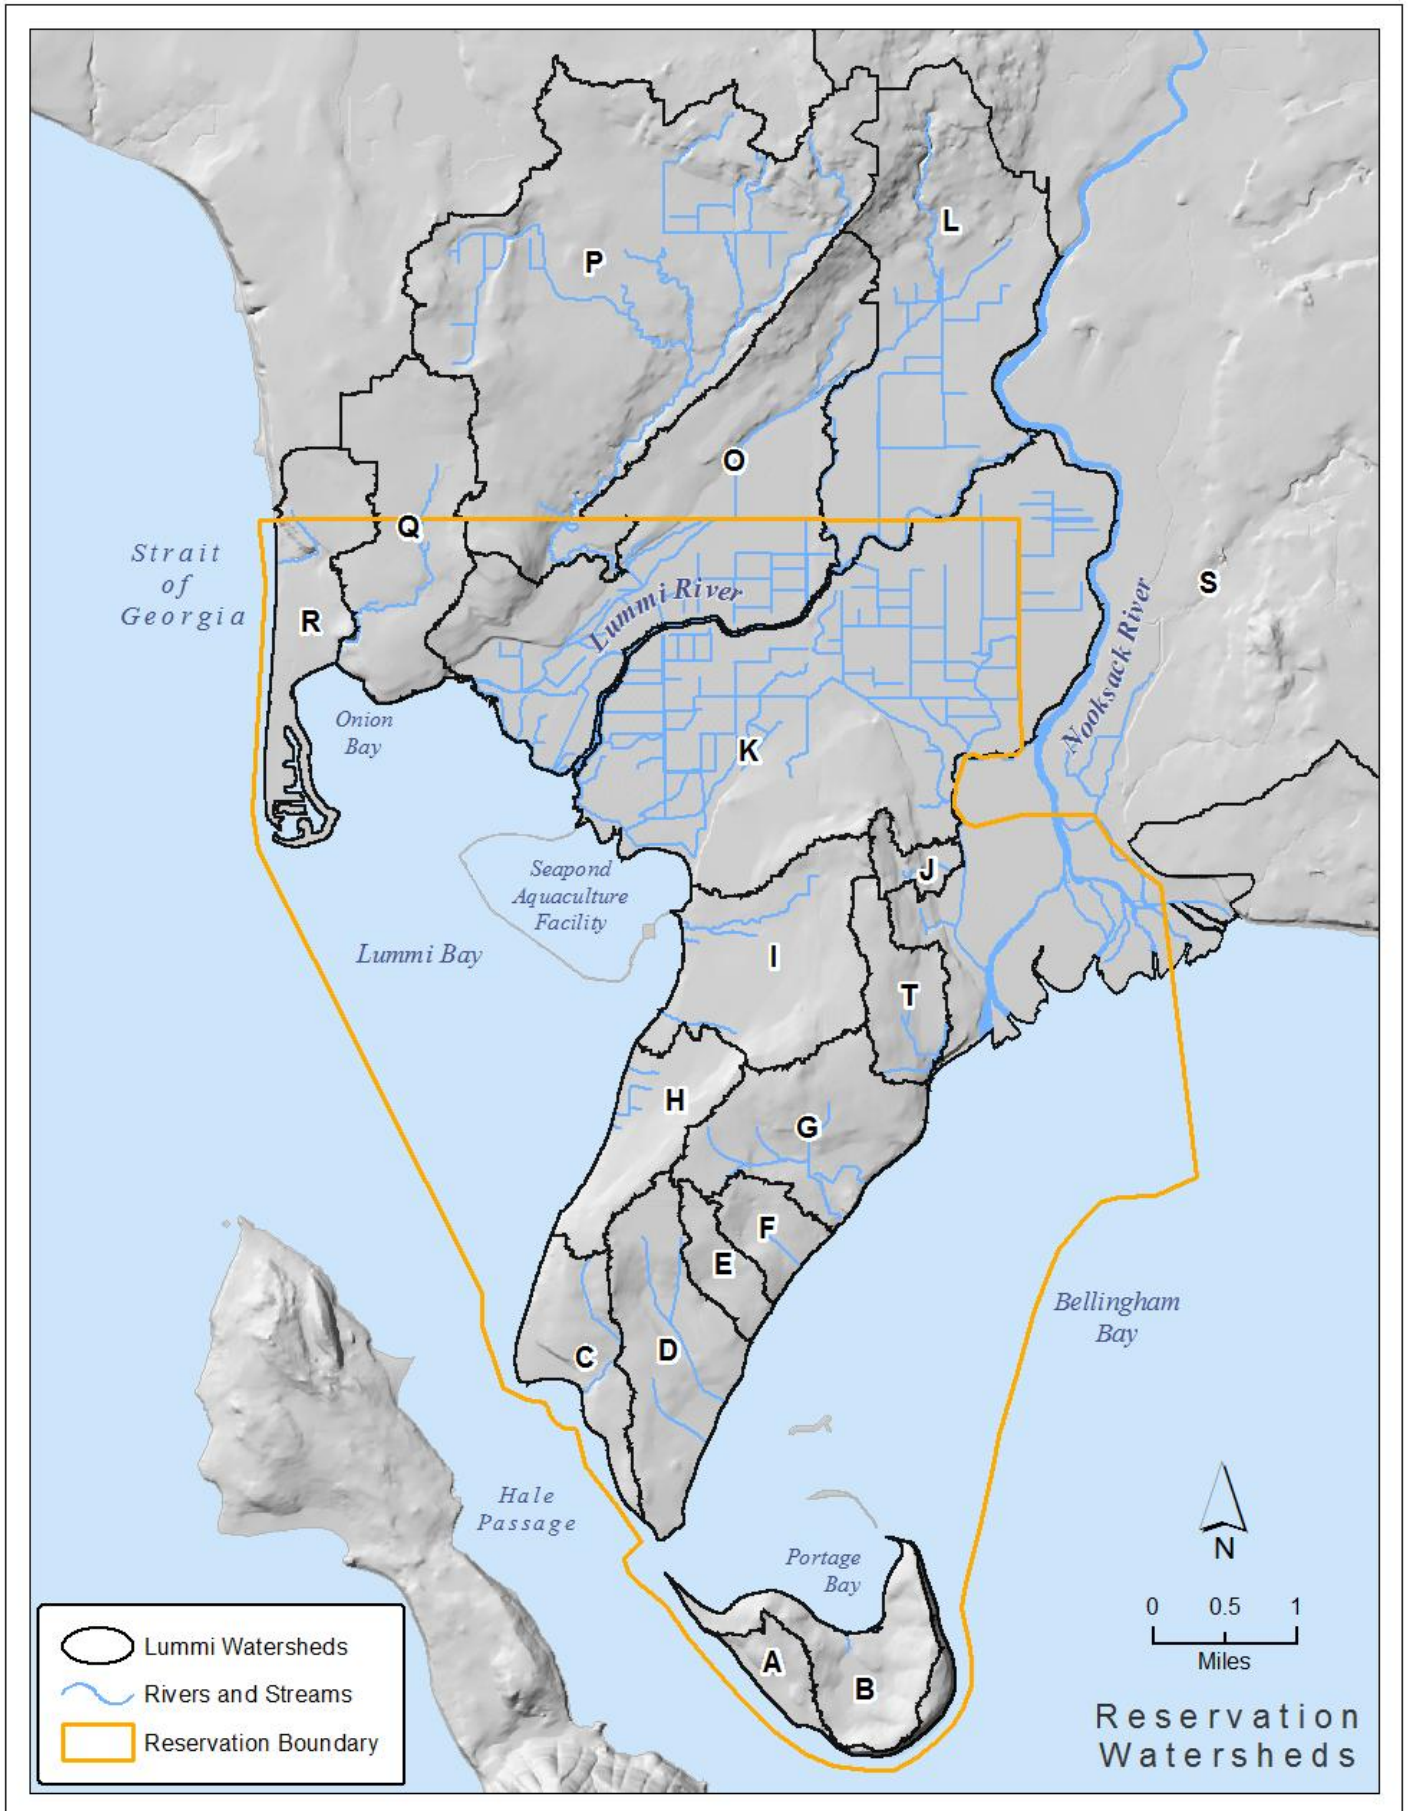 L
P
O
Q
Strait
of
Georgia
S
Lummi River
R
Nooksack River
Onion
Bay
K
Seapond
Aquaculture
Facility
J
Lummi Bay
I
T
H
G
F
E
Bellingham
Bay
C
D
Hale
Passage
Portage
Bay
N
A
B
0 0.5 1
Miles
Lummi Watersheds
Rivers and Streams
Reservation Boundary
Reservation
Watersheds